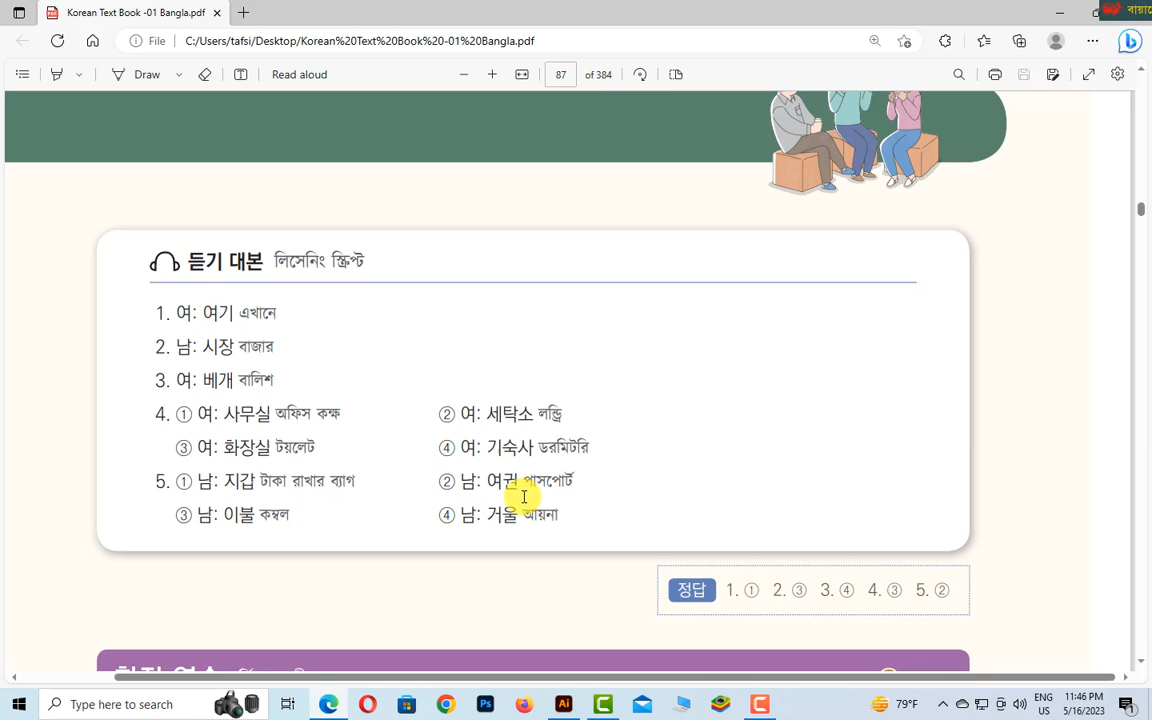 Korean Text Book -01 Bangla.pdf
বায়া
File C:/Users/tafsi/Desktop/Korean%20Text%20Book%20-01%20Bangla.pdf
Draw Read aloud 87 of 384
듣기 대본 লিসেনিং স্ক্রিপ্ট
1. 여: 여기 এখানে
2. 남: 시장 বাজার
3. 여: 베개 বালিশ
4. ① 여: 사무실 অফিস কক্ষ ② 여: 세탁소 লন্ড্রি
③ 여: 화장실 টয়লেট ④ 여: 기숙사 ডরমিটরি
5. ① 남: 지갑 টাকা রাখার ব্যাগ ② 남: 여권 পাসপোর্ট
③ 남: 이불 কম্বল ④ 남: 거울 আয়না
정답 1. ① 2. ③ 3. ④ 4. ③ 5. ②
Type here to search 79°F ENG 11:46 PM
US 5/16/2023 1